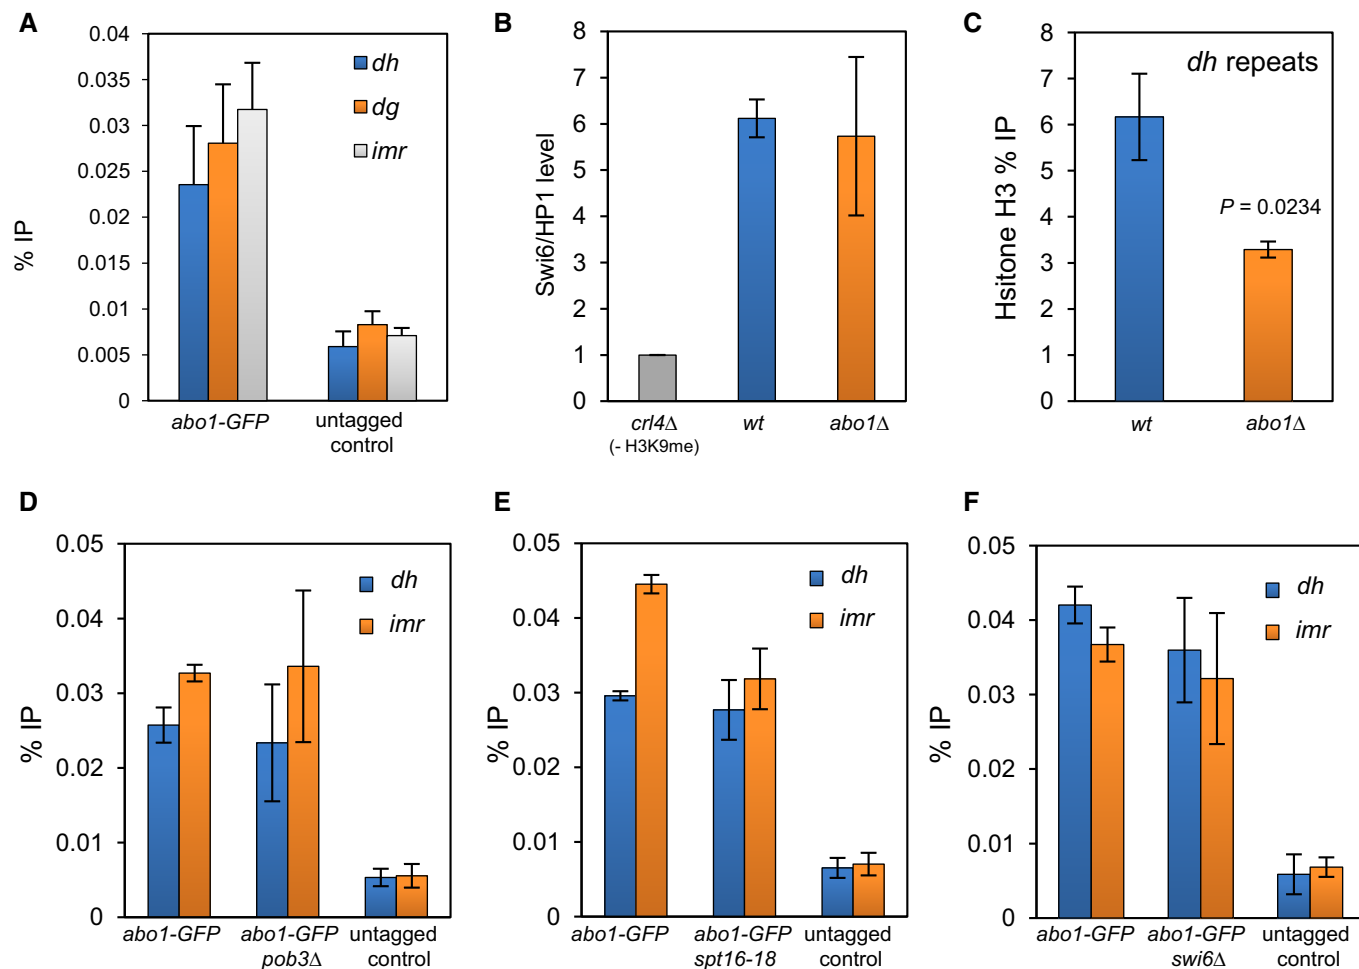 A
0.04
0.035
0.03
0.025
0.02
0.015
0.01
0.005
0
% IP
dh
dg
imr
abo1-GFP
untagged
control
B
8
7
6
5
4
3
2
1
0
Swi6/HP1 level
crl4Δ
(- H3K9me)
wt
abo1Δ
C
8
7
6
5
4
3
2
1
0
Hsitone H3 % IP
dh repeats
P = 0.0234
wt
abo1Δ
D
0.05
0.04
0.03
0.02
0.01
0
% IP
dh
imr
abo1-GFP
abo1-GFP
pob3Δ
untagged
control
E
0.05
0.04
0.03
0.02
0.01
0
% IP
dh
imr
abo1-GFP
abo1-GFP
spt16-18
untagged
control
F
0.05
0.04
0.03
0.02
0.01
0
% IP
dh
imr
abo1-GFP
abo1-GFP
swi6Δ
untagged
control